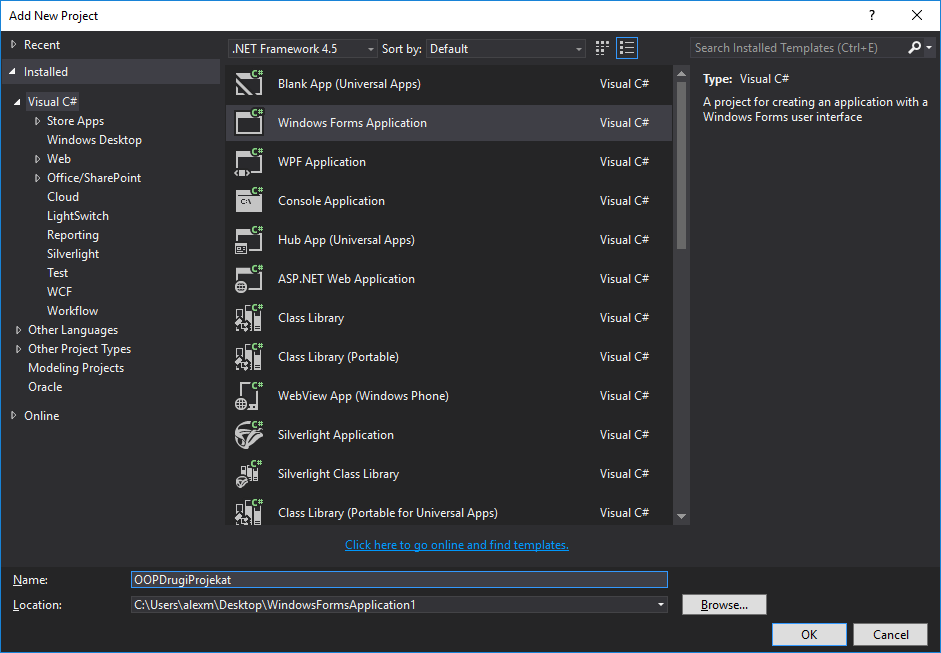 Add New Project
?
Recent
.NET Framework 4.5 Sort by: Default
Search Installed Templates (Ctrl+E)
Installed
Visual C#
Store Apps
Windows Desktop
Web
Office/SharePoint
Cloud
LightSwitch
Reporting
Silverlight
Test
WCF
Workflow
Other Languages
Other Project Types
Modeling Projects
Oracle
Online
C# Blank App (Universal Apps) Visual C#
C# Windows Forms Application Visual C#
C# WPF Application Visual C#
C# C:\ Console Application Visual C#
C# Hub App (Universal Apps) Visual C#
C# ASP.NET Web Application Visual C#
C# Class Library Visual C#
C# Class Library (Portable) Visual C#
C# WebView App (Windows Phone) Visual C#
C# Silverlight Application Visual C#
C# Silverlight Class Library Visual C#
C# Class Library (Portable for Universal Apps) Visual C#
Click here to go online and find templates.
Type: Visual C#
A project for creating an application with a
Windows Forms user interface
Name: OOPDrugiProjekat
Location: C:\Users\alexm\Desktop\WindowsFormsApplication1 Browse...
OK Cancel